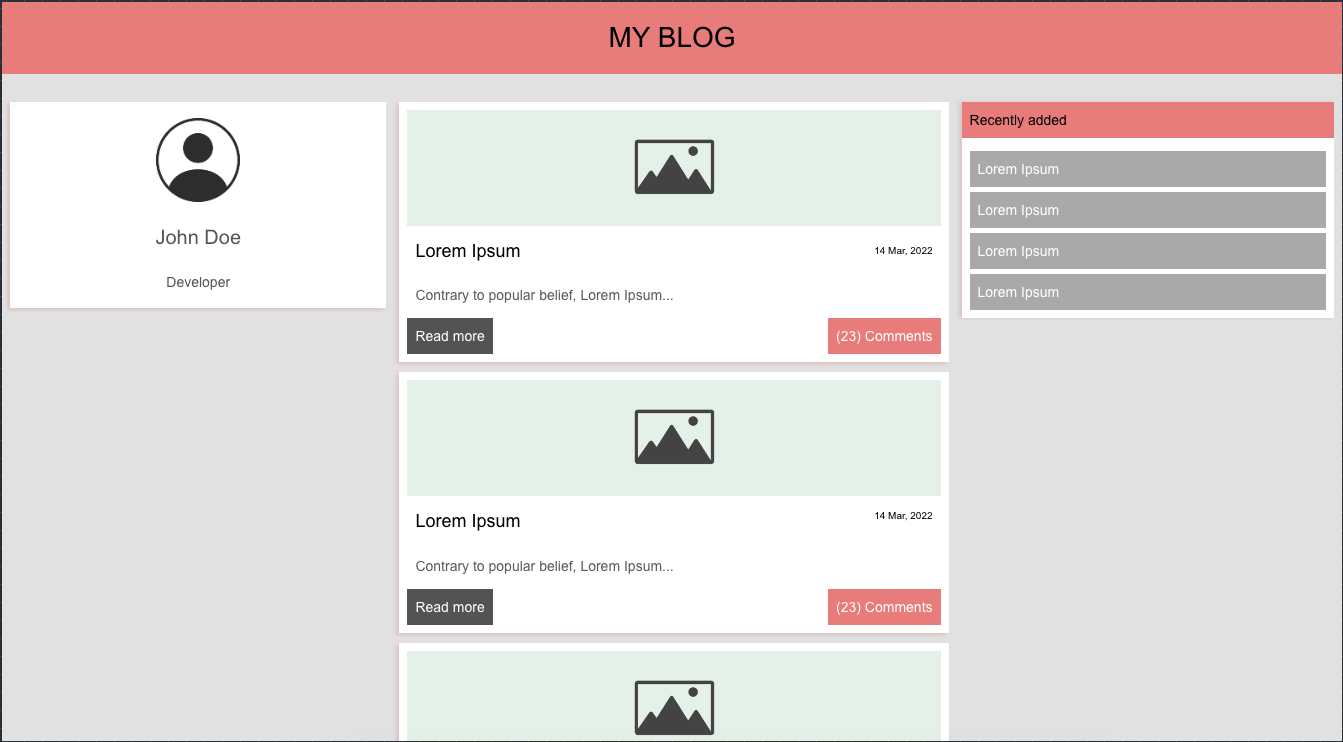 MY BLOG
John Doe
Developer
Lorem Ipsum
14 Mar, 2022
Contrary to popular belief, Lorem Ipsum...
Read more
(23) Comments
Lorem Ipsum
14 Mar, 2022
Contrary to popular belief, Lorem Ipsum...
Read more
(23) Comments
Recently added
Lorem Ipsum
Lorem Ipsum
Lorem Ipsum
Lorem Ipsum